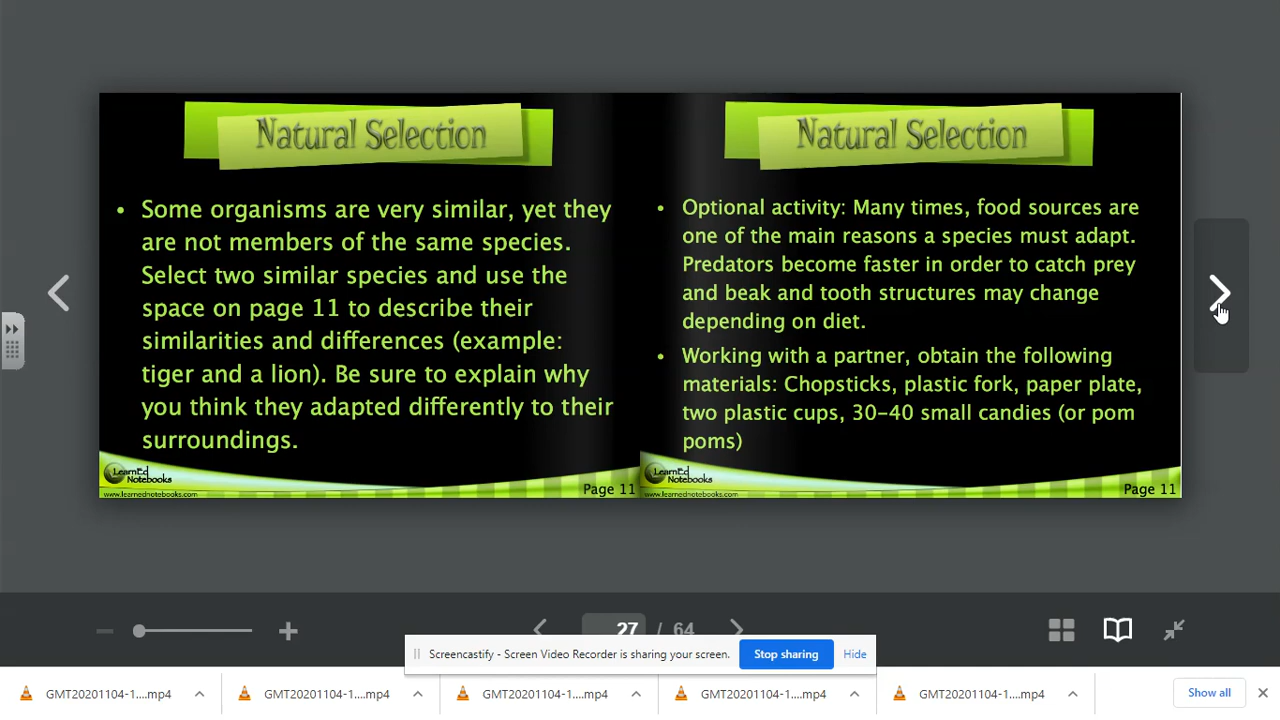 Natural Selection
• Some organisms are very similar, yet they
are not members of the same species.
Select two similar species and use the
space on page 11 to describe their
similarities and differences (example:
tiger and a lion). Be sure to explain why
you think they adapted differently to their
surroundings.
LearnEd
Notebooks
www.learnednotebooks.com
Page 11
Natural Selection
• Optional activity: Many times, food sources are
one of the main reasons a species must adapt.
Predators become faster in order to catch prey
and beak and tooth structures may change
depending on diet.
• Working with a partner, obtain the following
materials: Chopsticks, plastic fork, paper plate,
two plastic cups, 30-40 small candies (or pom
poms)
LearnEd
Notebooks
www.learnednotebooks.com
Page 11
27 / 64
Screencastify - Screen Video Recorder is sharing your screen. Stop sharing Hide
GMT20201104-1....mp4 GMT20201104-1....mp4 GMT20201104-1....mp4 GMT20201104-1....mp4 GMT20201104-1....mp4 Show all